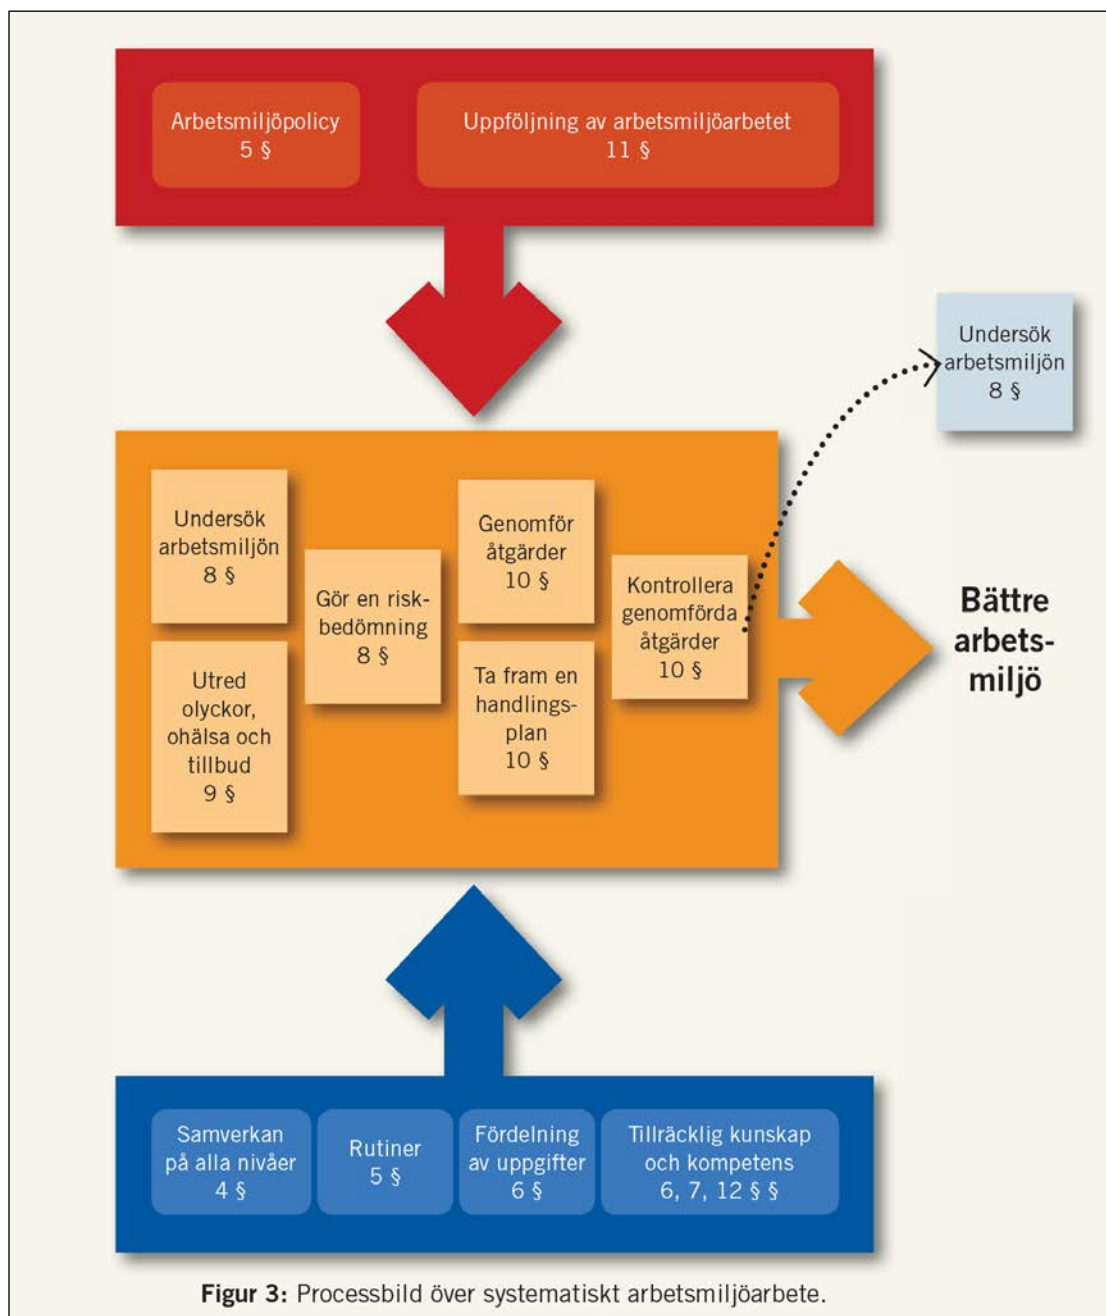 Arbetsmiljöpolicy
5 §
Uppföljning av arbetsmiljöarbetet
11 §
Undersök
arbetsmiljön
8 §
Undersök
arbetsmiljön
8 §
Utred
olyckor,
ohälsa och
tillbud
9 §
Gör en risk-
bedömning
8 §
Genomför
åtgärder
10 §
Ta fram en
handlings-
plan
10 §
Kontrollera
genomförda
åtgärder
10 §
Bättre
arbets-
miljö
Samverkan
på alla nivåer
4 §
Rutiner
5 §
Fördelning
av uppgifter
6 §
Tillräcklig kunskap
och kompetens
6, 7, 12 § §
Figur 3: Processbild över systematiskt arbetsmiljöarbete.